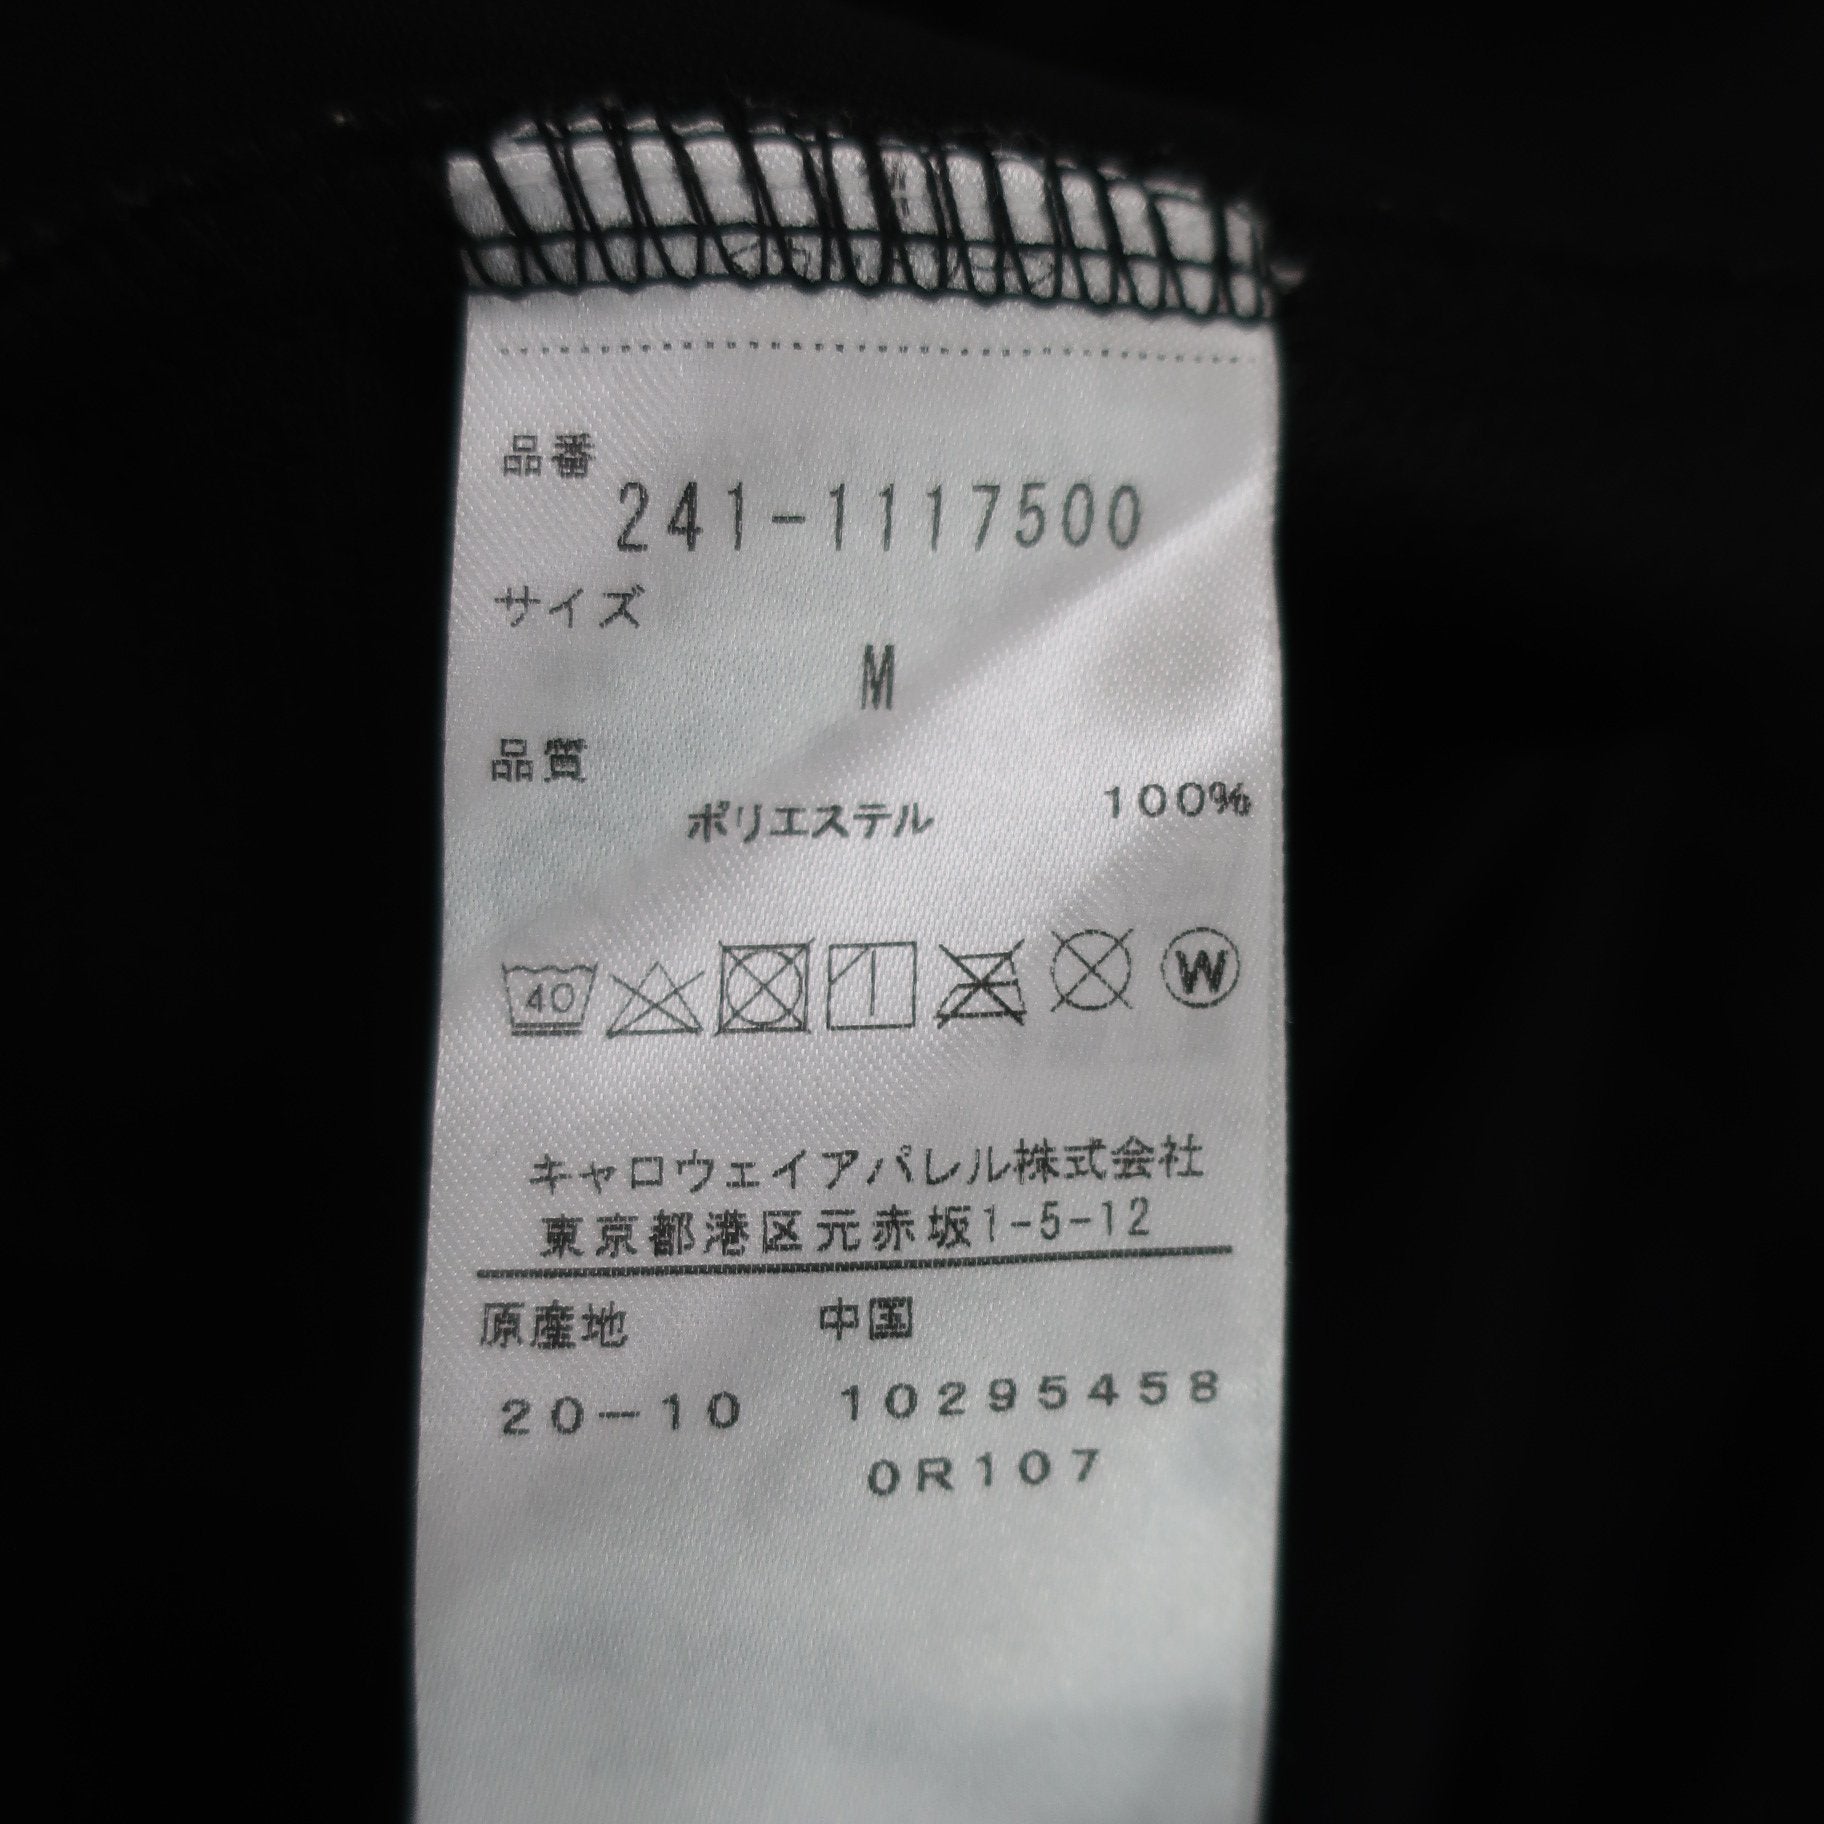 品番
241-1117500
サイズ
M
品質
ポリエステル 100%
40 W
キャロウェイアパレル株式会社
東京都港区元赤坂1-5-12
原産地 中国
20-10 10295458
0R107